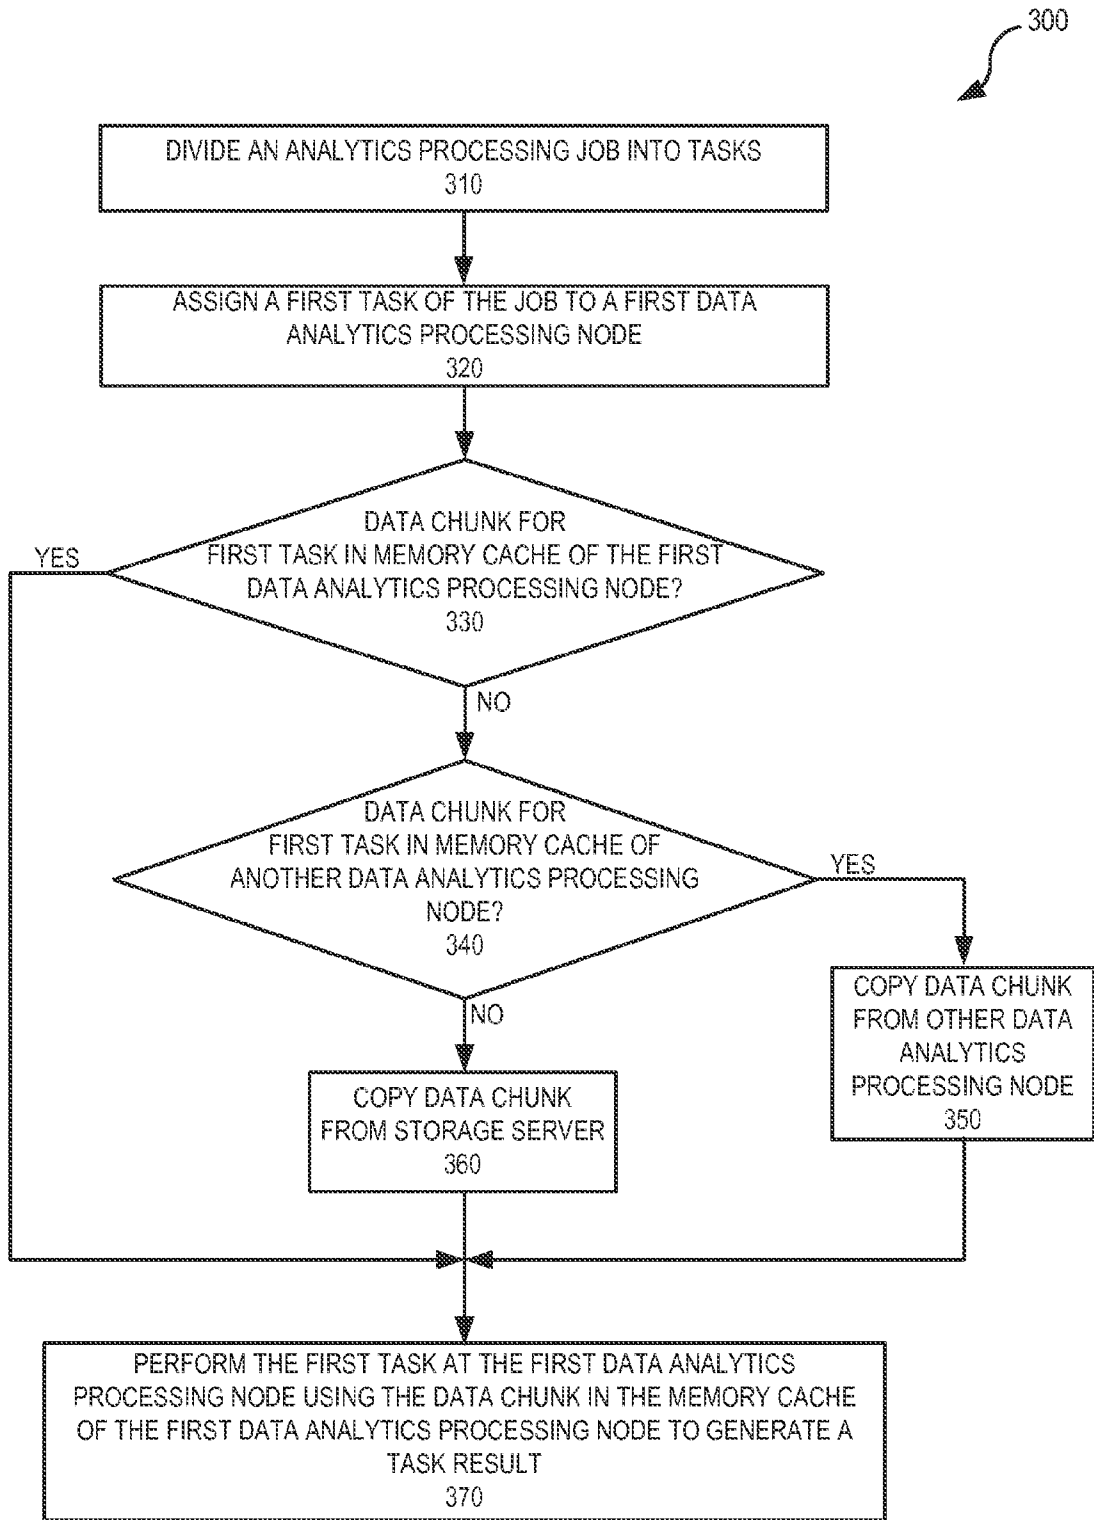 300
DIVIDE AN ANALYTICS PROCESSING JOB INTO TASKS
310
ASSIGN A FIRST TASK OF THE JOB TO A FIRST DATA
ANALYTICS PROCESSING NODE
320
DATA CHUNK FOR
FIRST TASK IN MEMORY CACHE OF THE FIRST
DATA ANALYTICS PROCESSING NODE?
330
YES
NO
DATA CHUNK FOR
FIRST TASK IN MEMORY CACHE OF
ANOTHER DATA ANALYTICS PROCESSING
NODE?
340
YES
NO
COPY DATA CHUNK
FROM OTHER DATA
ANALYTICS
PROCESSING NODE
350
COPY DATA CHUNK
FROM STORAGE SERVER
360
PERFORM THE FIRST TASK AT THE FIRST DATA ANALYTICS
PROCESSING NODE USING THE DATA CHUNK IN THE MEMORY CACHE
OF THE FIRST DATA ANALYTICS PROCESSING NODE TO GENERATE A
TASK RESULT
370